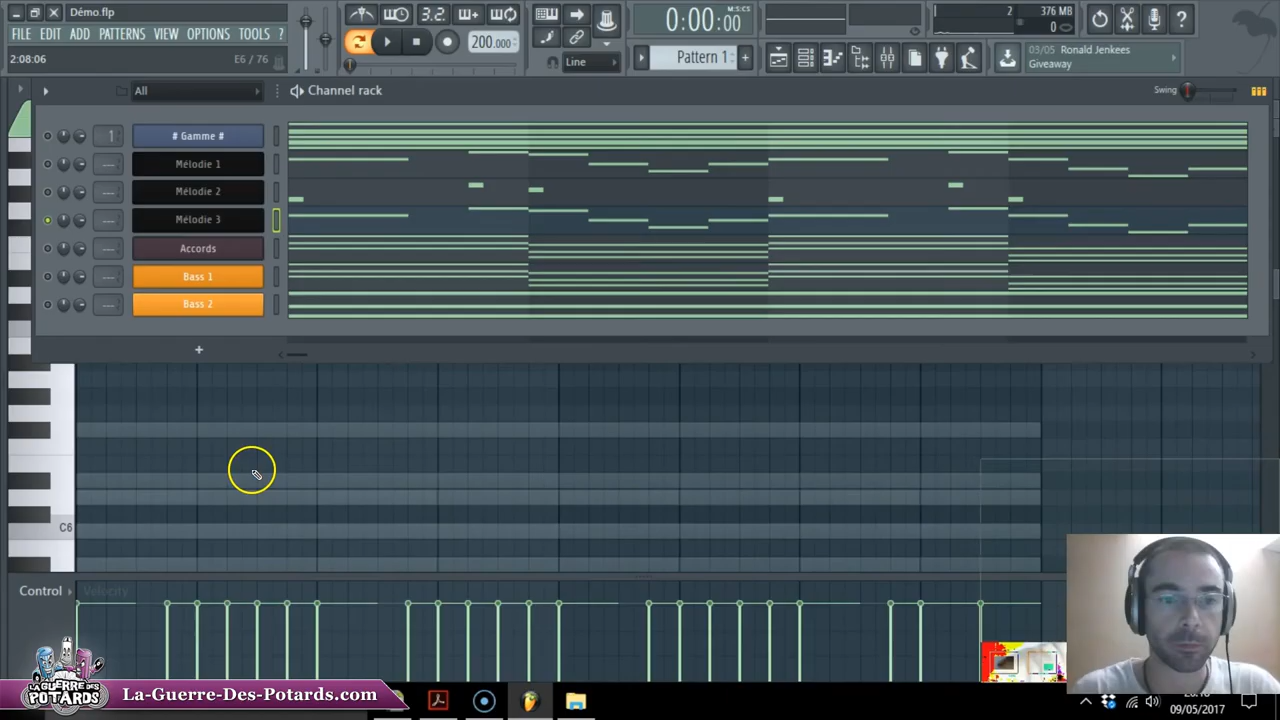 Démo.flp
FILE EDIT ADD PATTERNS VIEW OPTIONS TOOLS ?
2:08:06 E6 / 76
3.2.
200.000
0:00:00
M:S:CS
Line
Pattern 1
2 376 MB
0
03/05 Ronald Jenkees
Giveaway
All
Channel rack
Swing
1 # Gamme #
Mélodie 1
Mélodie 2
Mélodie 3
Accords
Bass 1
Bass 2
+
C6
Control
Velocity
LA GUERRE DES
POTARDS
La-Guerre-Des-Potards.com
09/05/2017